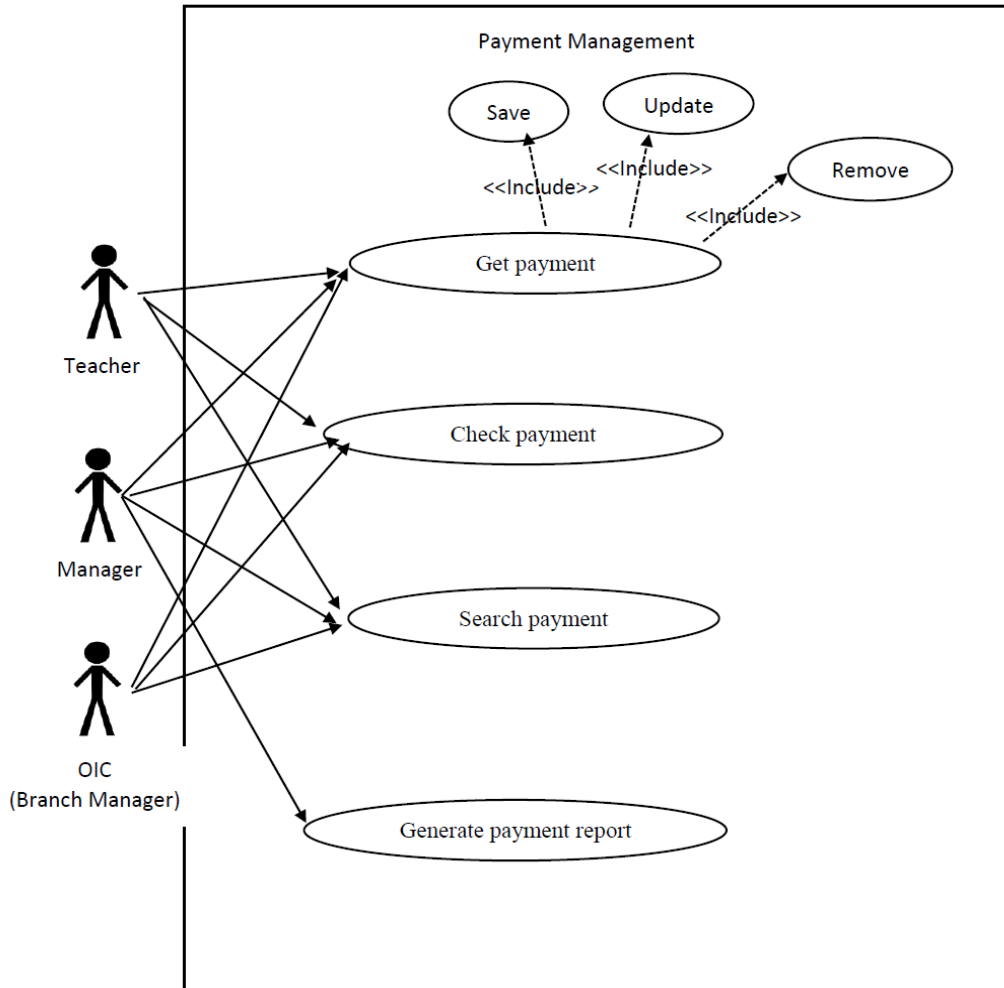 Payment Management
Save
Update
<<Include>>
<<Include>>
Remove
<<Include>>
Get payment
Teacher
Check payment
Manager
Search payment
OIC
(Branch Manager)
Generate payment report